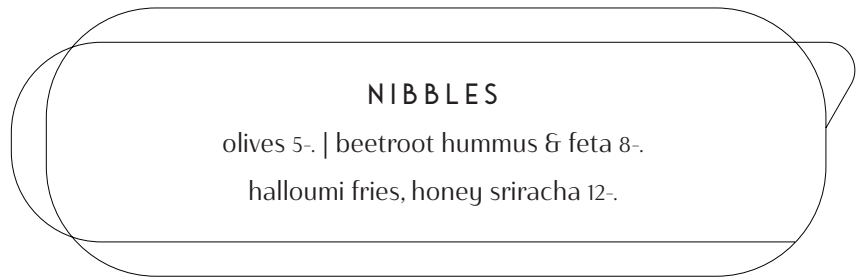 NIBBLES
olives 5-. | beetroot hummus & feta 8-.
halloumi fries, honey sriracha 12-.